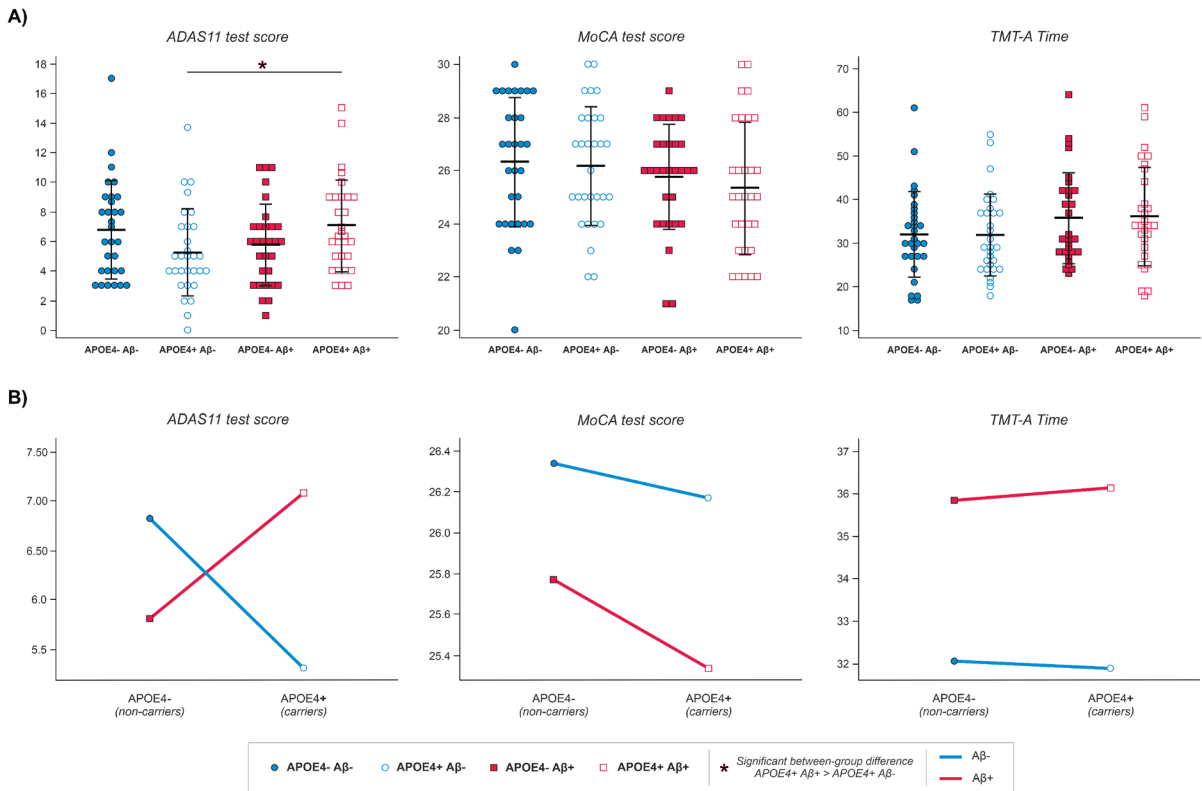 A)
ADAS11 test score
18
16
14
12
10
8
6
4
2
0
*
APOE4- Aβ- APOE4+ Aβ- APOE4- Aβ+ APOE4+ Aβ+
MoCA test score
30
28
26
24
22
20
APOE4- Aβ- APOE4+ Aβ- APOE4- Aβ+ APOE4+ Aβ+
TMT-A Time
70
60
50
40
30
20
10
APOE4- Aβ- APOE4+ Aβ- APOE4- Aβ+ APOE4+ Aβ+
B)
ADAS11 test score
7.50
7.00
6.50
6.0
5.5
APOE4- APOE4+
(non-carriers) (carriers)
MoCA test score
26.4
26.2
26.0
25.8
25.6
25.4
APOE4- APOE4+
(non-carriers) (carriers)
TMT-A Time
37
36
35
34
33
32
APOE4- APOE4+
(non-carriers) (carriers)
APOE4- Aβ- APOE4+ Aβ- APOE4- Aβ+ APOE4+ Aβ+
* Significant between-group difference
APOE4+ Aβ+ > APOE4+ Aβ-
Aβ-
Aβ+